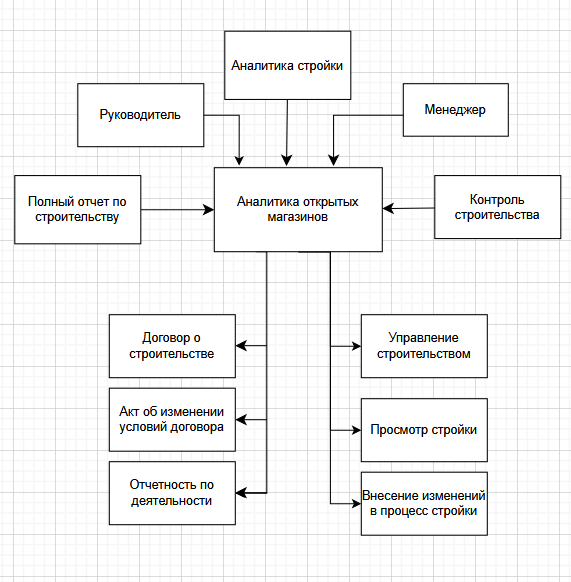 Аналитика стройки
Руководитель
Менеджер
Полный отчет по
строительству
Аналитика открытых
магазинов
Контроль
строительства
Договор о
строительстве
Управление
строительством
Акт об изменении
условий договора
Просмотр стройки
Отчетность по
деятельности
Внесение изменений
в процесс стройки